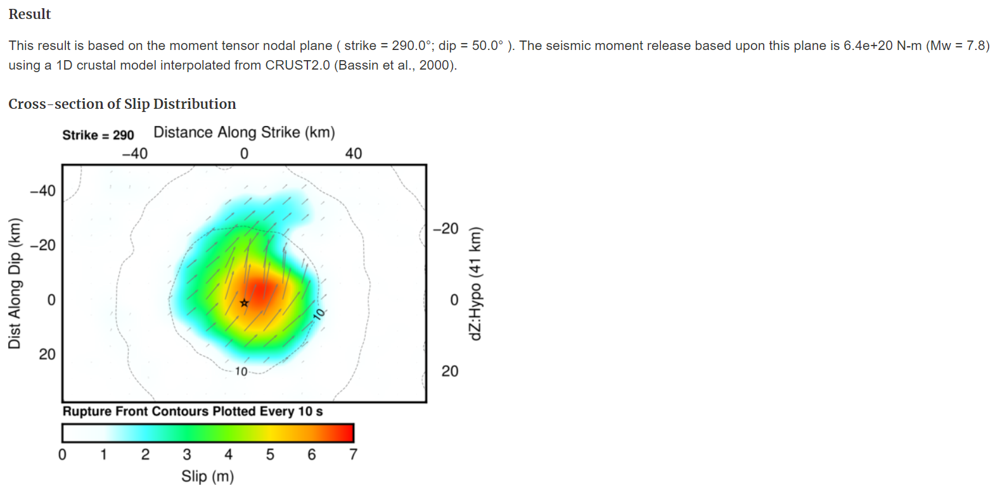 Result
This result is based on the moment tensor nodal plane ( strike = 290.0°; dip = 50.0° ). The seismic moment release based upon this plane is 6.4e+20 N-m (Mw = 7.8)
using a 1D crustal model interpolated from CRUST2.0 (Bassin et al., 2000).
Cross-section of Slip Distribution
Strike = 290 Distance Along Strike (km)
−40 0 40
−40
−20
0
20
Dist Along Dip (km)
10
10
−20
0
20
dZ:Hypo (41 km)
Rupture Front Contours Plotted Every 10 s
0 1 2 3 4 5 6 7
Slip (m)